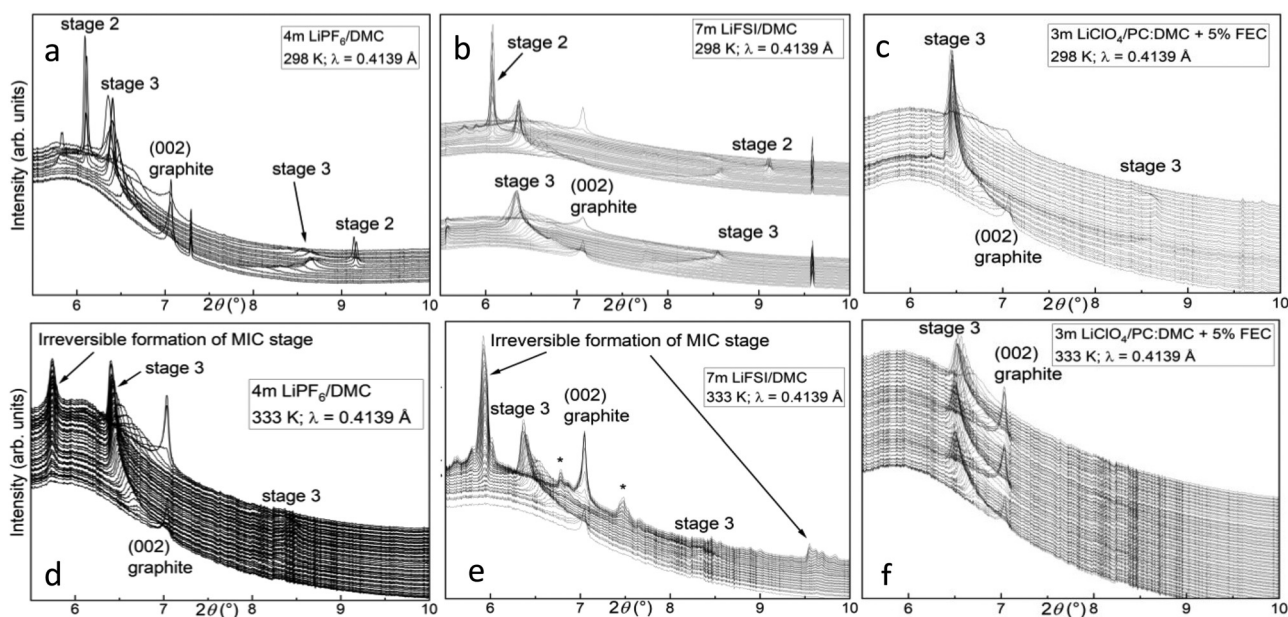 a
stage 2
stage 3
(002)
graphite
stage 3
stage 2
4m LiPF₆/DMC
298 K; λ = 0.4139 Å
Intensity (arb. units)
6 7 8 9 10
2θ(°)
b
stage 2
7m LiFSI/DMC
298 K; λ = 0.4139 Å
stage 3
(002)
graphite
stage 3
6 7 8 9 10
2θ(°)
c
stage 3
3m LiClO₄/PC:DMC + 5% FEC
298 K; λ = 0.4139 Å
stage 3
(002)
graphite
6 7 8 9 10
2θ(°)
Irreversible formation of MIC stage
stage 3
4m LiPF₆/DMC
333 K; λ = 0.4139 Å
Intensity (arb. units)
stage 3
(002)
graphite
d
6 7 8 9 10
2θ(°)
Irreversible formation of MIC stage
7m LiFSI/DMC
333 K; λ = 0.4139 Å
stage 3
(002)
graphite
*
*
stage 3
e
6 7 8 9 10
2θ(°)
stage 3
3m LiClO₄/PC:DMC + 5% FEC
333 K; λ = 0.4139 Å
(002)
graphite
f
6 7 8 9 10
2θ(°)